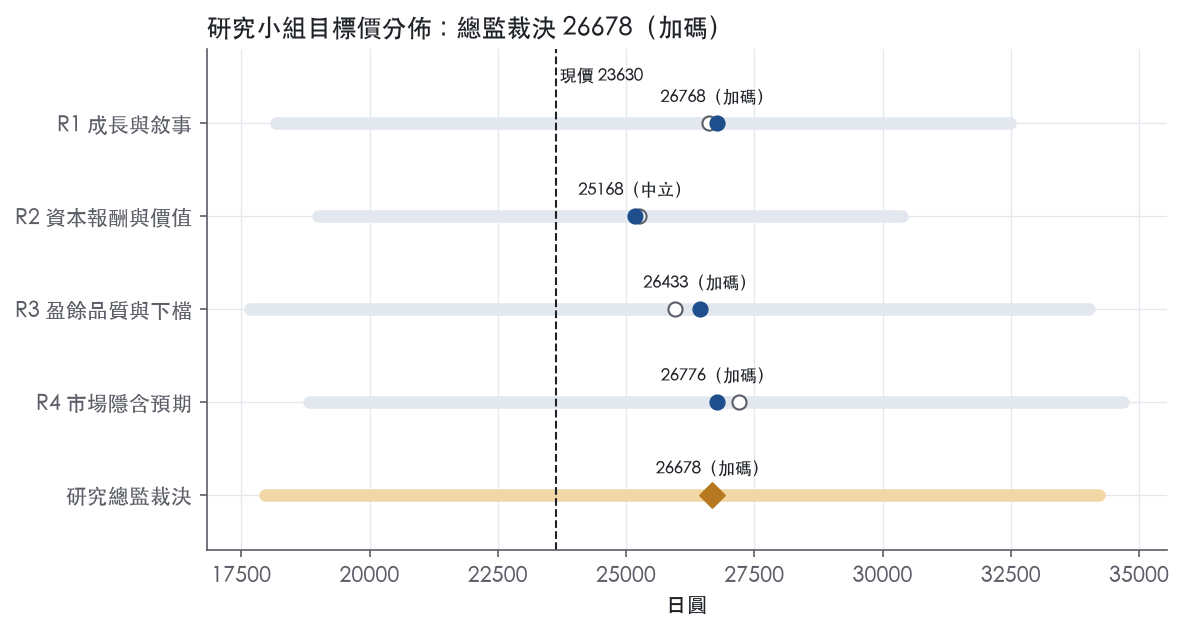 研究小組目標價分佈：總監裁決 26678（加碼）
現價 23630
26768（加碼）
R1 成長與敘事
25168（中立）
R2 資本報酬與價值
26433（加碼）
R3 盈餘品質與下檔
26776（加碼）
R4 市場隱含預期
26678（加碼）
研究總監裁決
17500 20000 22500 25000 27500 30000 32500 35000
日圓